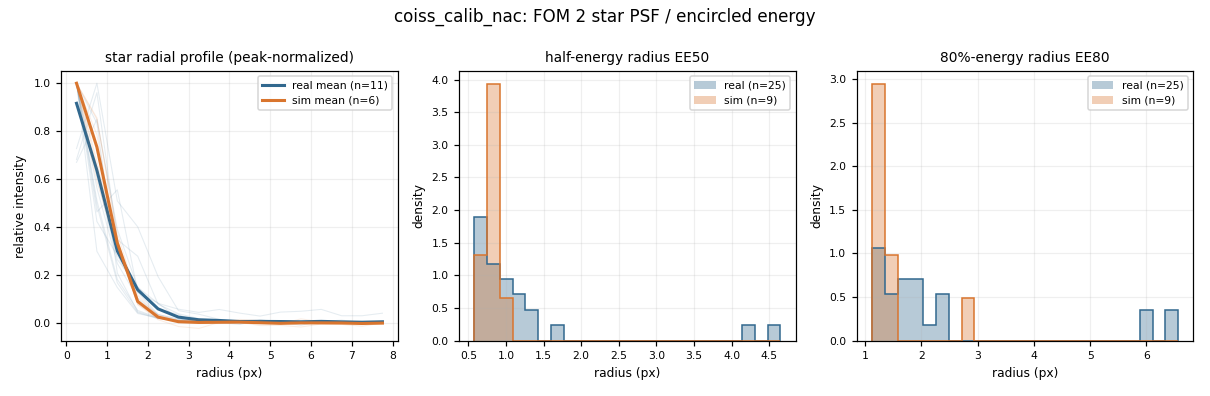 coiss_calib_nac: FOM 2 star PSF / encircled energy
star radial profile (peak-normalized)
real mean (n=11)
sim mean (n=6)
relative intensity
1.0
0.8
0.6
0.4
0.2
0.0
0 1 2 3 4 5 6 7 8
radius (px)
half-energy radius EE50
real (n=25)
sim (n=9)
density
4.0
3.5
3.0
2.5
2.0
1.5
1.0
0.5
0.0
0.5 1.0 1.5 2.0 2.5 3.0 3.5 4.0 4.5
radius (px)
80%-energy radius EE80
real (n=25)
sim (n=9)
density
3.0
2.5
2.0
1.5
1.0
0.5
0.0
1 2 3 4 5 6
radius (px)